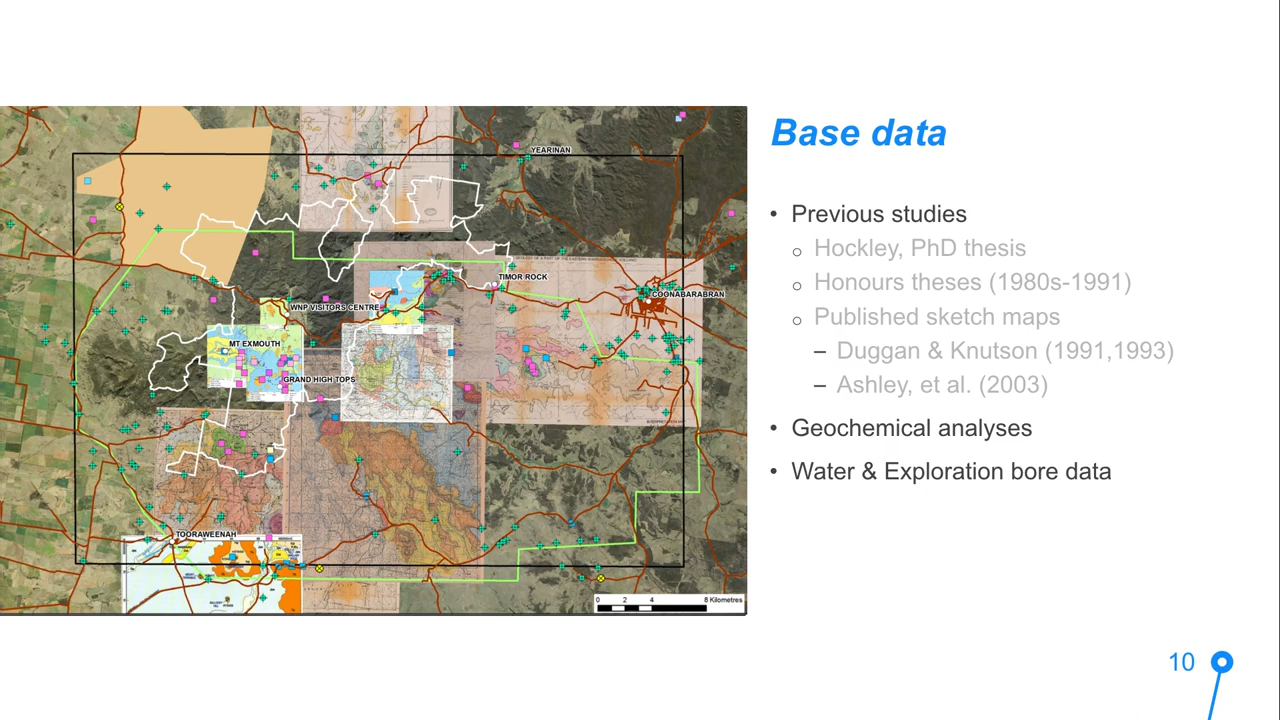 Base data
• Previous studies
o Hockley, PhD thesis
o Honours theses (1980s-1991)
o Published sketch maps
– Duggan & Knutson (1991,1993)
– Ashley, et al. (2003)
• Geochemical analyses
• Water & Exploration bore data
YEARINAN
TIMOR ROCK
COONABARABRAN
WNP VISITORS CENTRE
MT EXMOUTH
GRAND HIGH TOPS
TOORAWEENAH
0 2 4 8 Kilometres
10